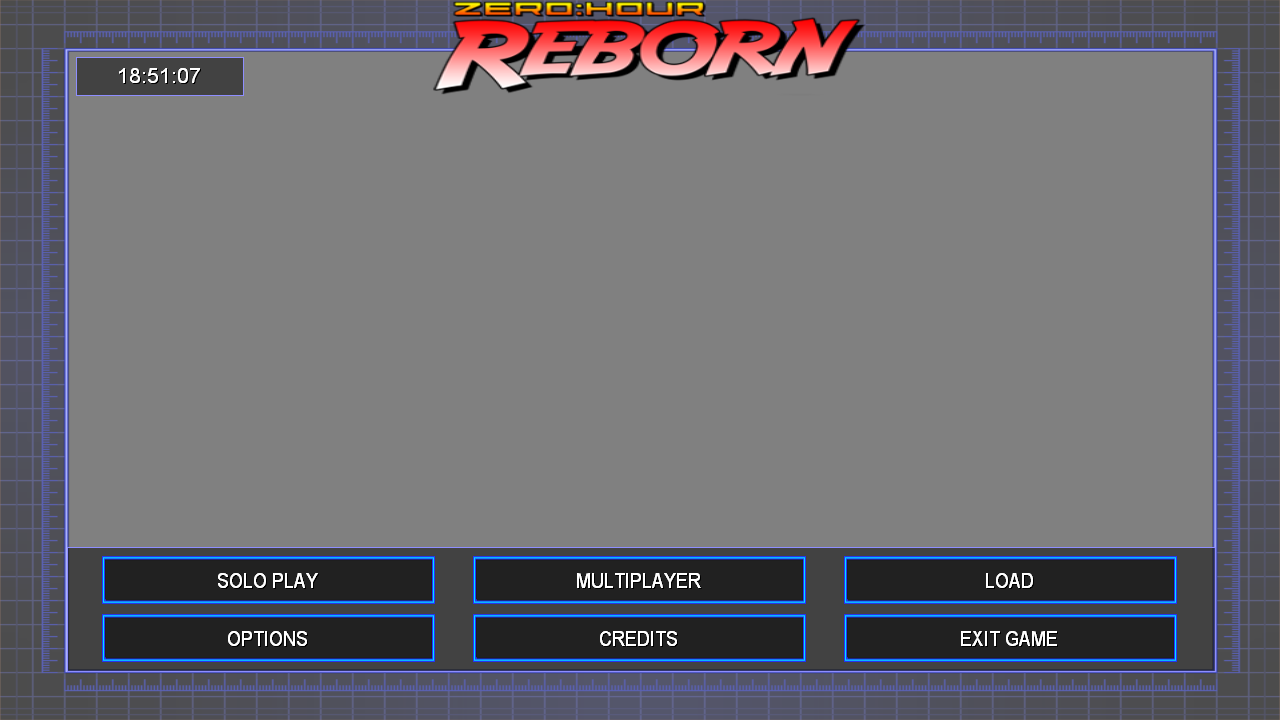 ZERO:HOUR
REBORN
18:51:07
SOLO PLAY
MULTIPLAYER
LOAD
OPTIONS
CREDITS
EXIT GAME